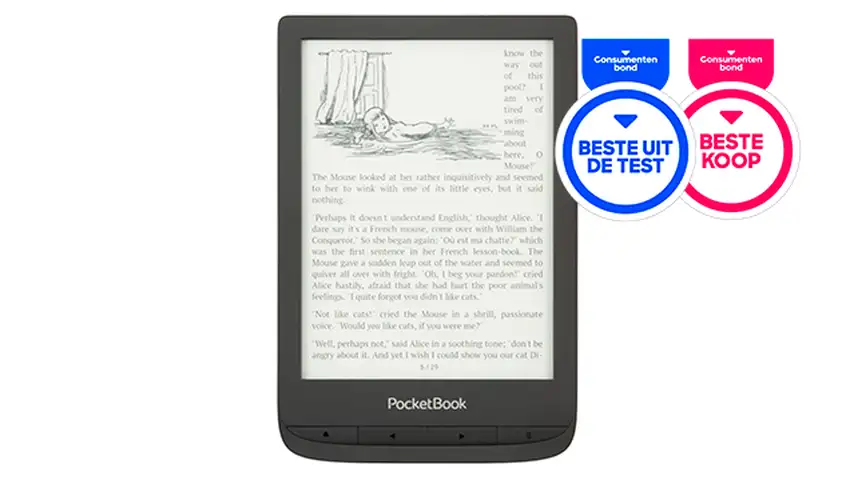 know the
way out
of this
pool? I
am very
tired of
swim-
ming
about
here, O
Mouse!"
The Mouse looked at her rather inquisitively and seemed
to her to wink with one of its little eyes, but it said
nothing.
"Perhaps it doesn't understand English," thought Alice. "I
dare say it's a French mouse, come over with William the
Conqueror." So she began again: "Où est ma chatte?" which
was the first sentence in her French lesson-book. The
Mouse gave a sudden leap out of the water and seemed to
quiver all over with fright. "Oh, I beg your pardon!" cried
Alice hastily, afraid that she had hurt the poor animal's
feelings. "I quite forgot you didn't like cats."
"Not like cats!" cried the Mouse in a shrill, passionate
voice. "Would you like cats, if you were me?"
"Well, perhaps not," said Alice in a soothing tone; "don't be
angry about it. And yet I wish I could show you our cat Di-
5 / 29
PocketBook
Consumenten
bond
BESTE UIT
DE TEST
Consumenten
bond
BESTE
KOOP